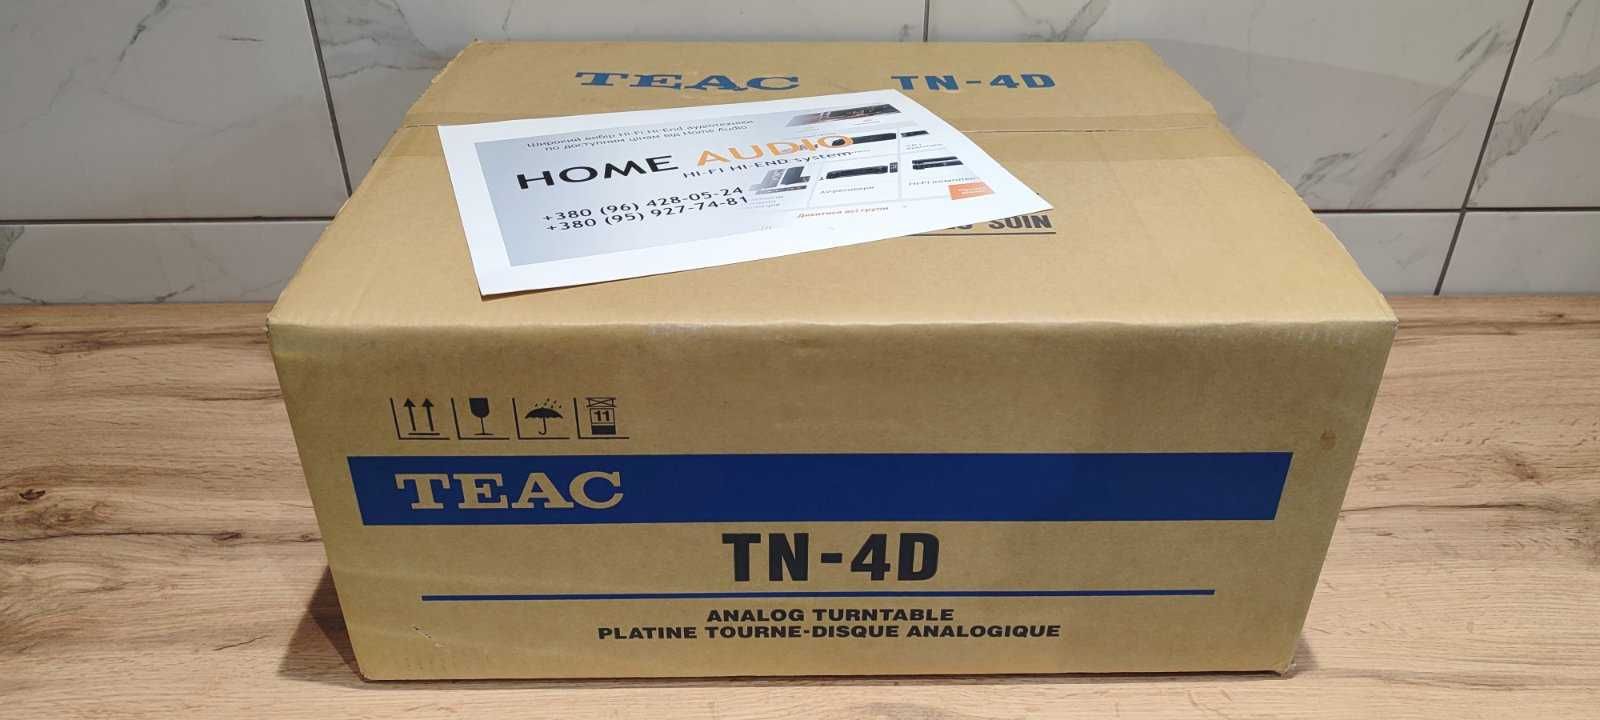 TEAC TN-4D
Широкий вибір Hi-Fi Hi-End аудіотехніки
по доступним цінам від Home Audio
HOME AUDIO
HI-FI HI-END system
+380 (96) 428-05-24
+380 (95) 927-74-81
Дивитися всі групи
SOIN
11
TEAC
TN-4D
ANALOG TURNTABLE
PLATINE TOURNE-DISQUE ANALOGIQUE